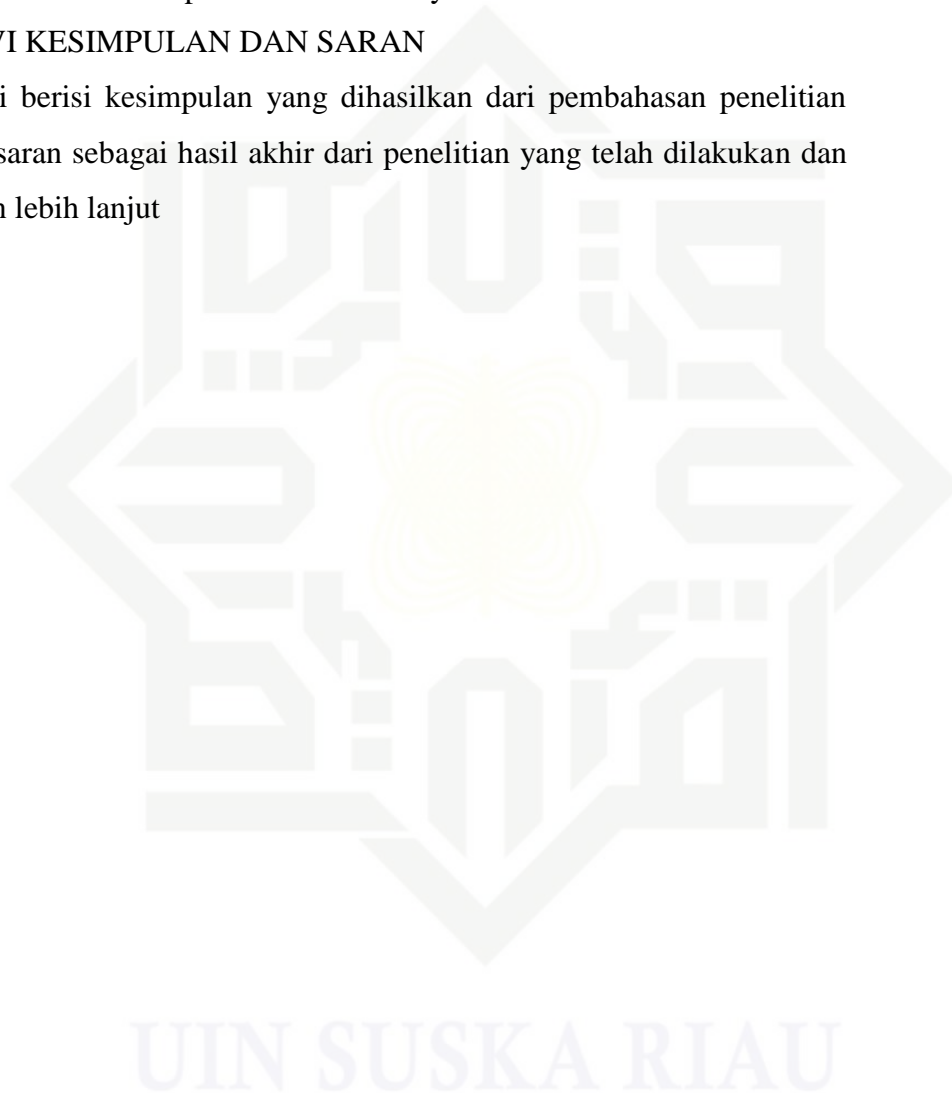 VI KESIMPULAN DAN SARAN
i berisi kesimpulan yang dihasilkan dari pembahasan penelitian
saran sebagai hasil akhir dari penelitian yang telah dilakukan dan
n lebih lanjut
UIN SUSKA RIAU